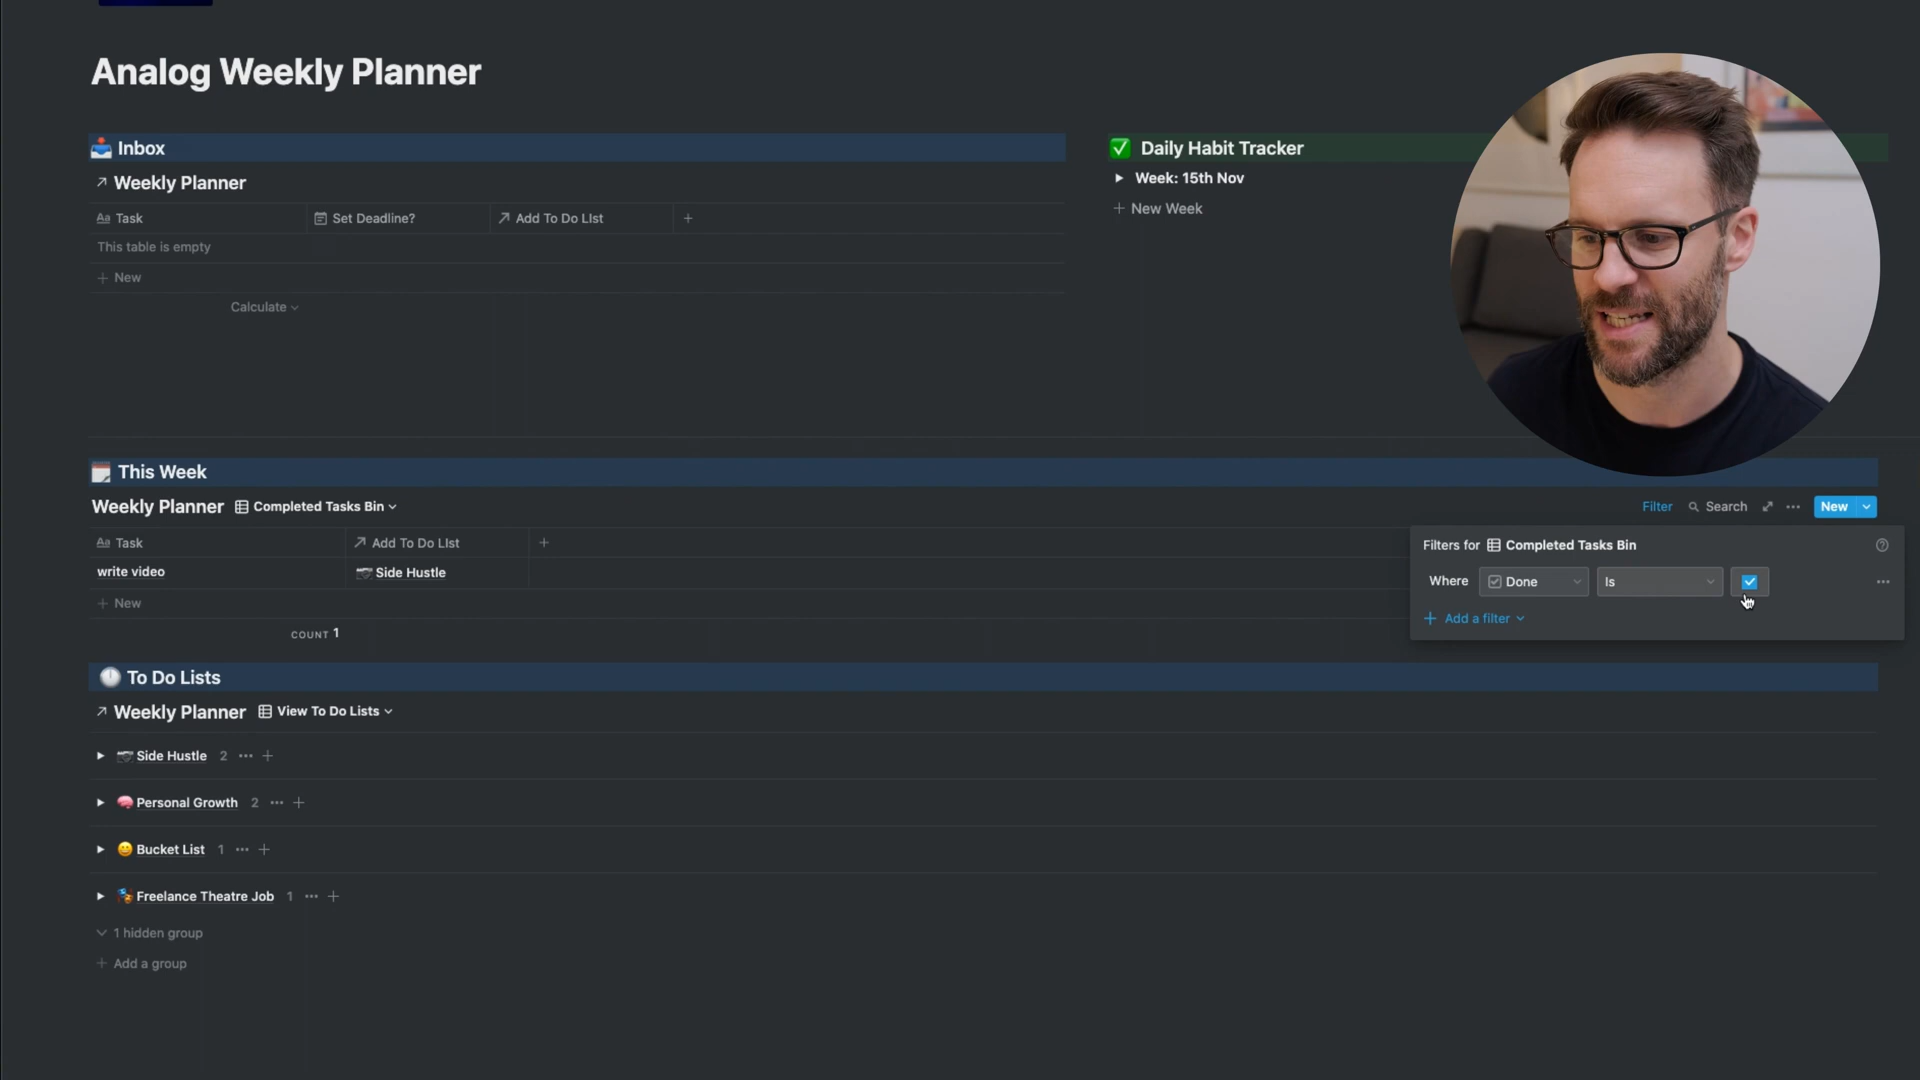 Analog Weekly Planner
Inbox
Weekly Planner
Aa Task
Set Deadline?
Add To Do LIst
This table is empty
New
Calculate
Daily Habit Tracker
Week: 15th Nov
New Week
This Week
Weekly Planner Completed Tasks Bin
Filter Search New
Aa Task Add To Do LIst
write video Side Hustle
New
COUNT 1
Filters for Completed Tasks Bin
Where Done Is
Add a filter
To Do Lists
Weekly Planner View To Do Lists
Side Hustle 2
Personal Growth 2
Bucket List 1
Freelance Theatre Job 1
1 hidden group
Add a group